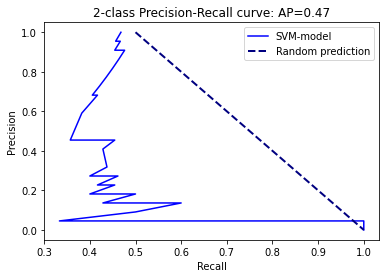 2-class Precision-Recall curve: AP=0.47
1.0
0.8
0.6
0.4
0.2
0.0
Precision
SVM-model
Random prediction
0.3 0.4 0.5 0.6 0.7 0.8 0.9 1.0
Recall